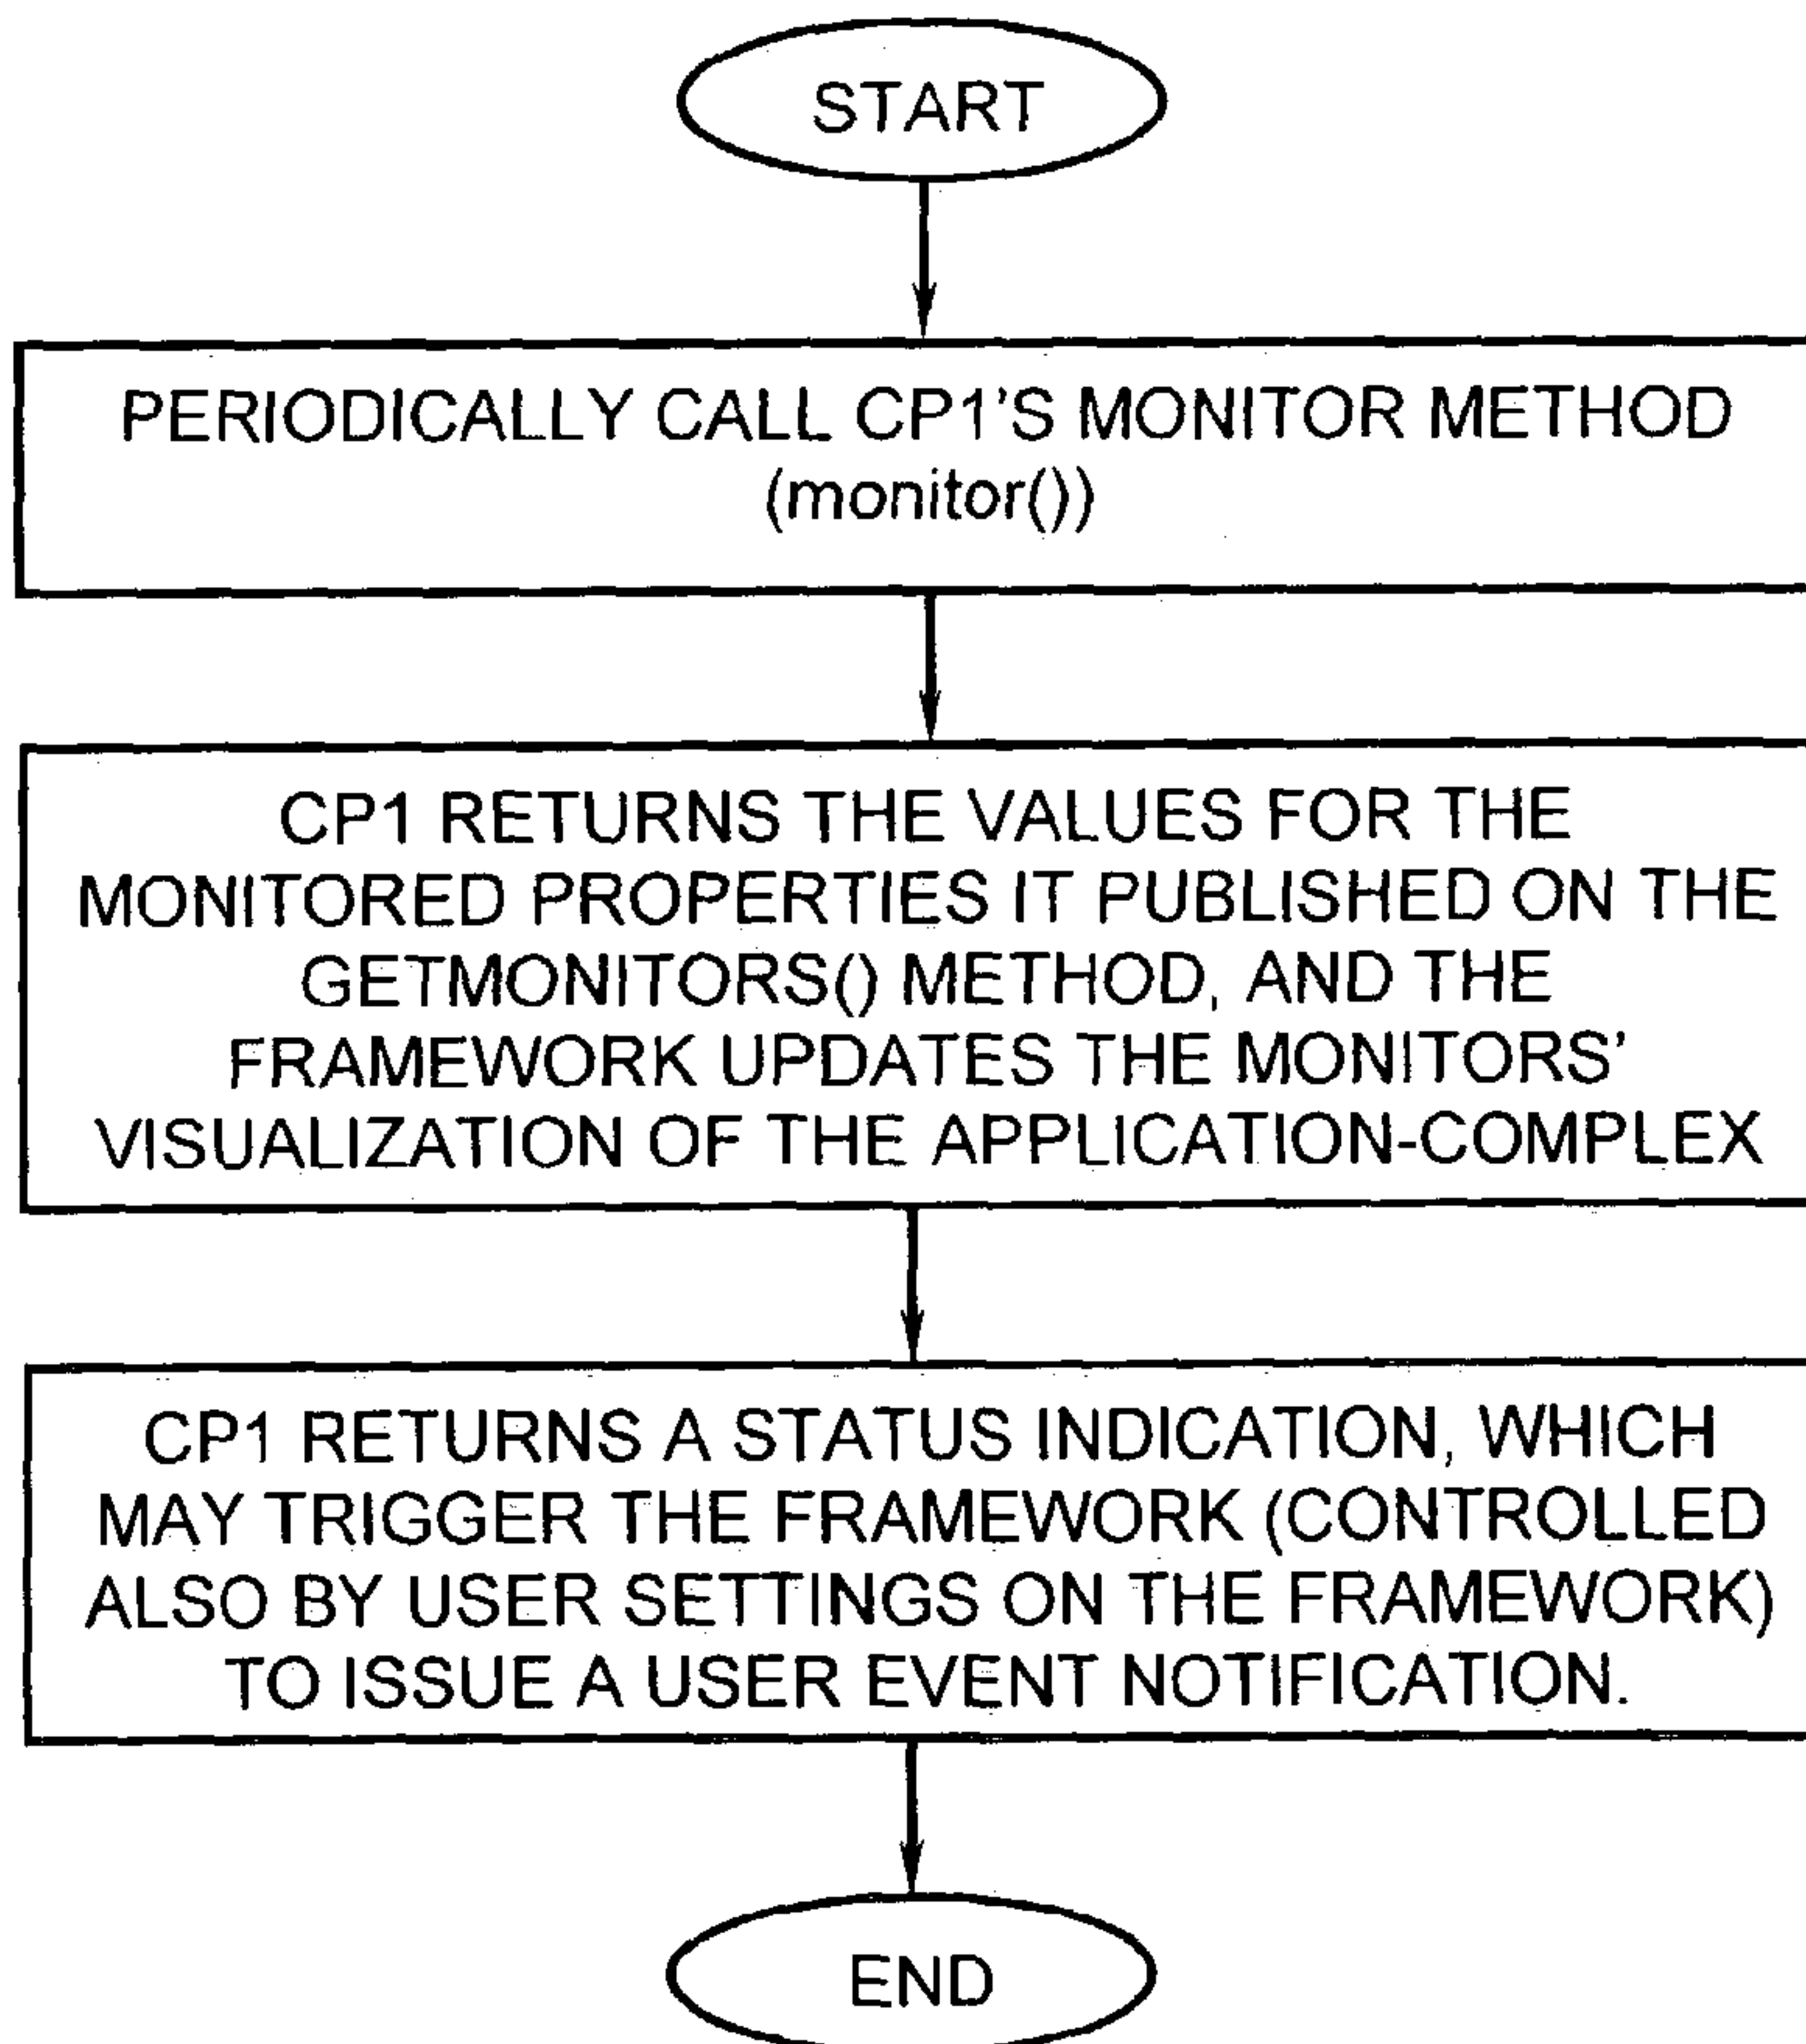 START
PERIODICALLY CALL CP1'S MONITOR METHOD
(monitor())
CP1 RETURNS THE VALUES FOR THE
MONITORED PROPERTIES IT PUBLISHED ON THE
GETMONITORS() METHOD, AND THE
FRAMEWORK UPDATES THE MONITORS'
VISUALIZATION OF THE APPLICATION-COMPLEX
CP1 RETURNS A STATUS INDICATION, WHICH
MAY TRIGGER THE FRAMEWORK (CONTROLLED
ALSO BY USER SETTINGS ON THE FRAMEWORK)
TO ISSUE A USER EVENT NOTIFICATION.
END